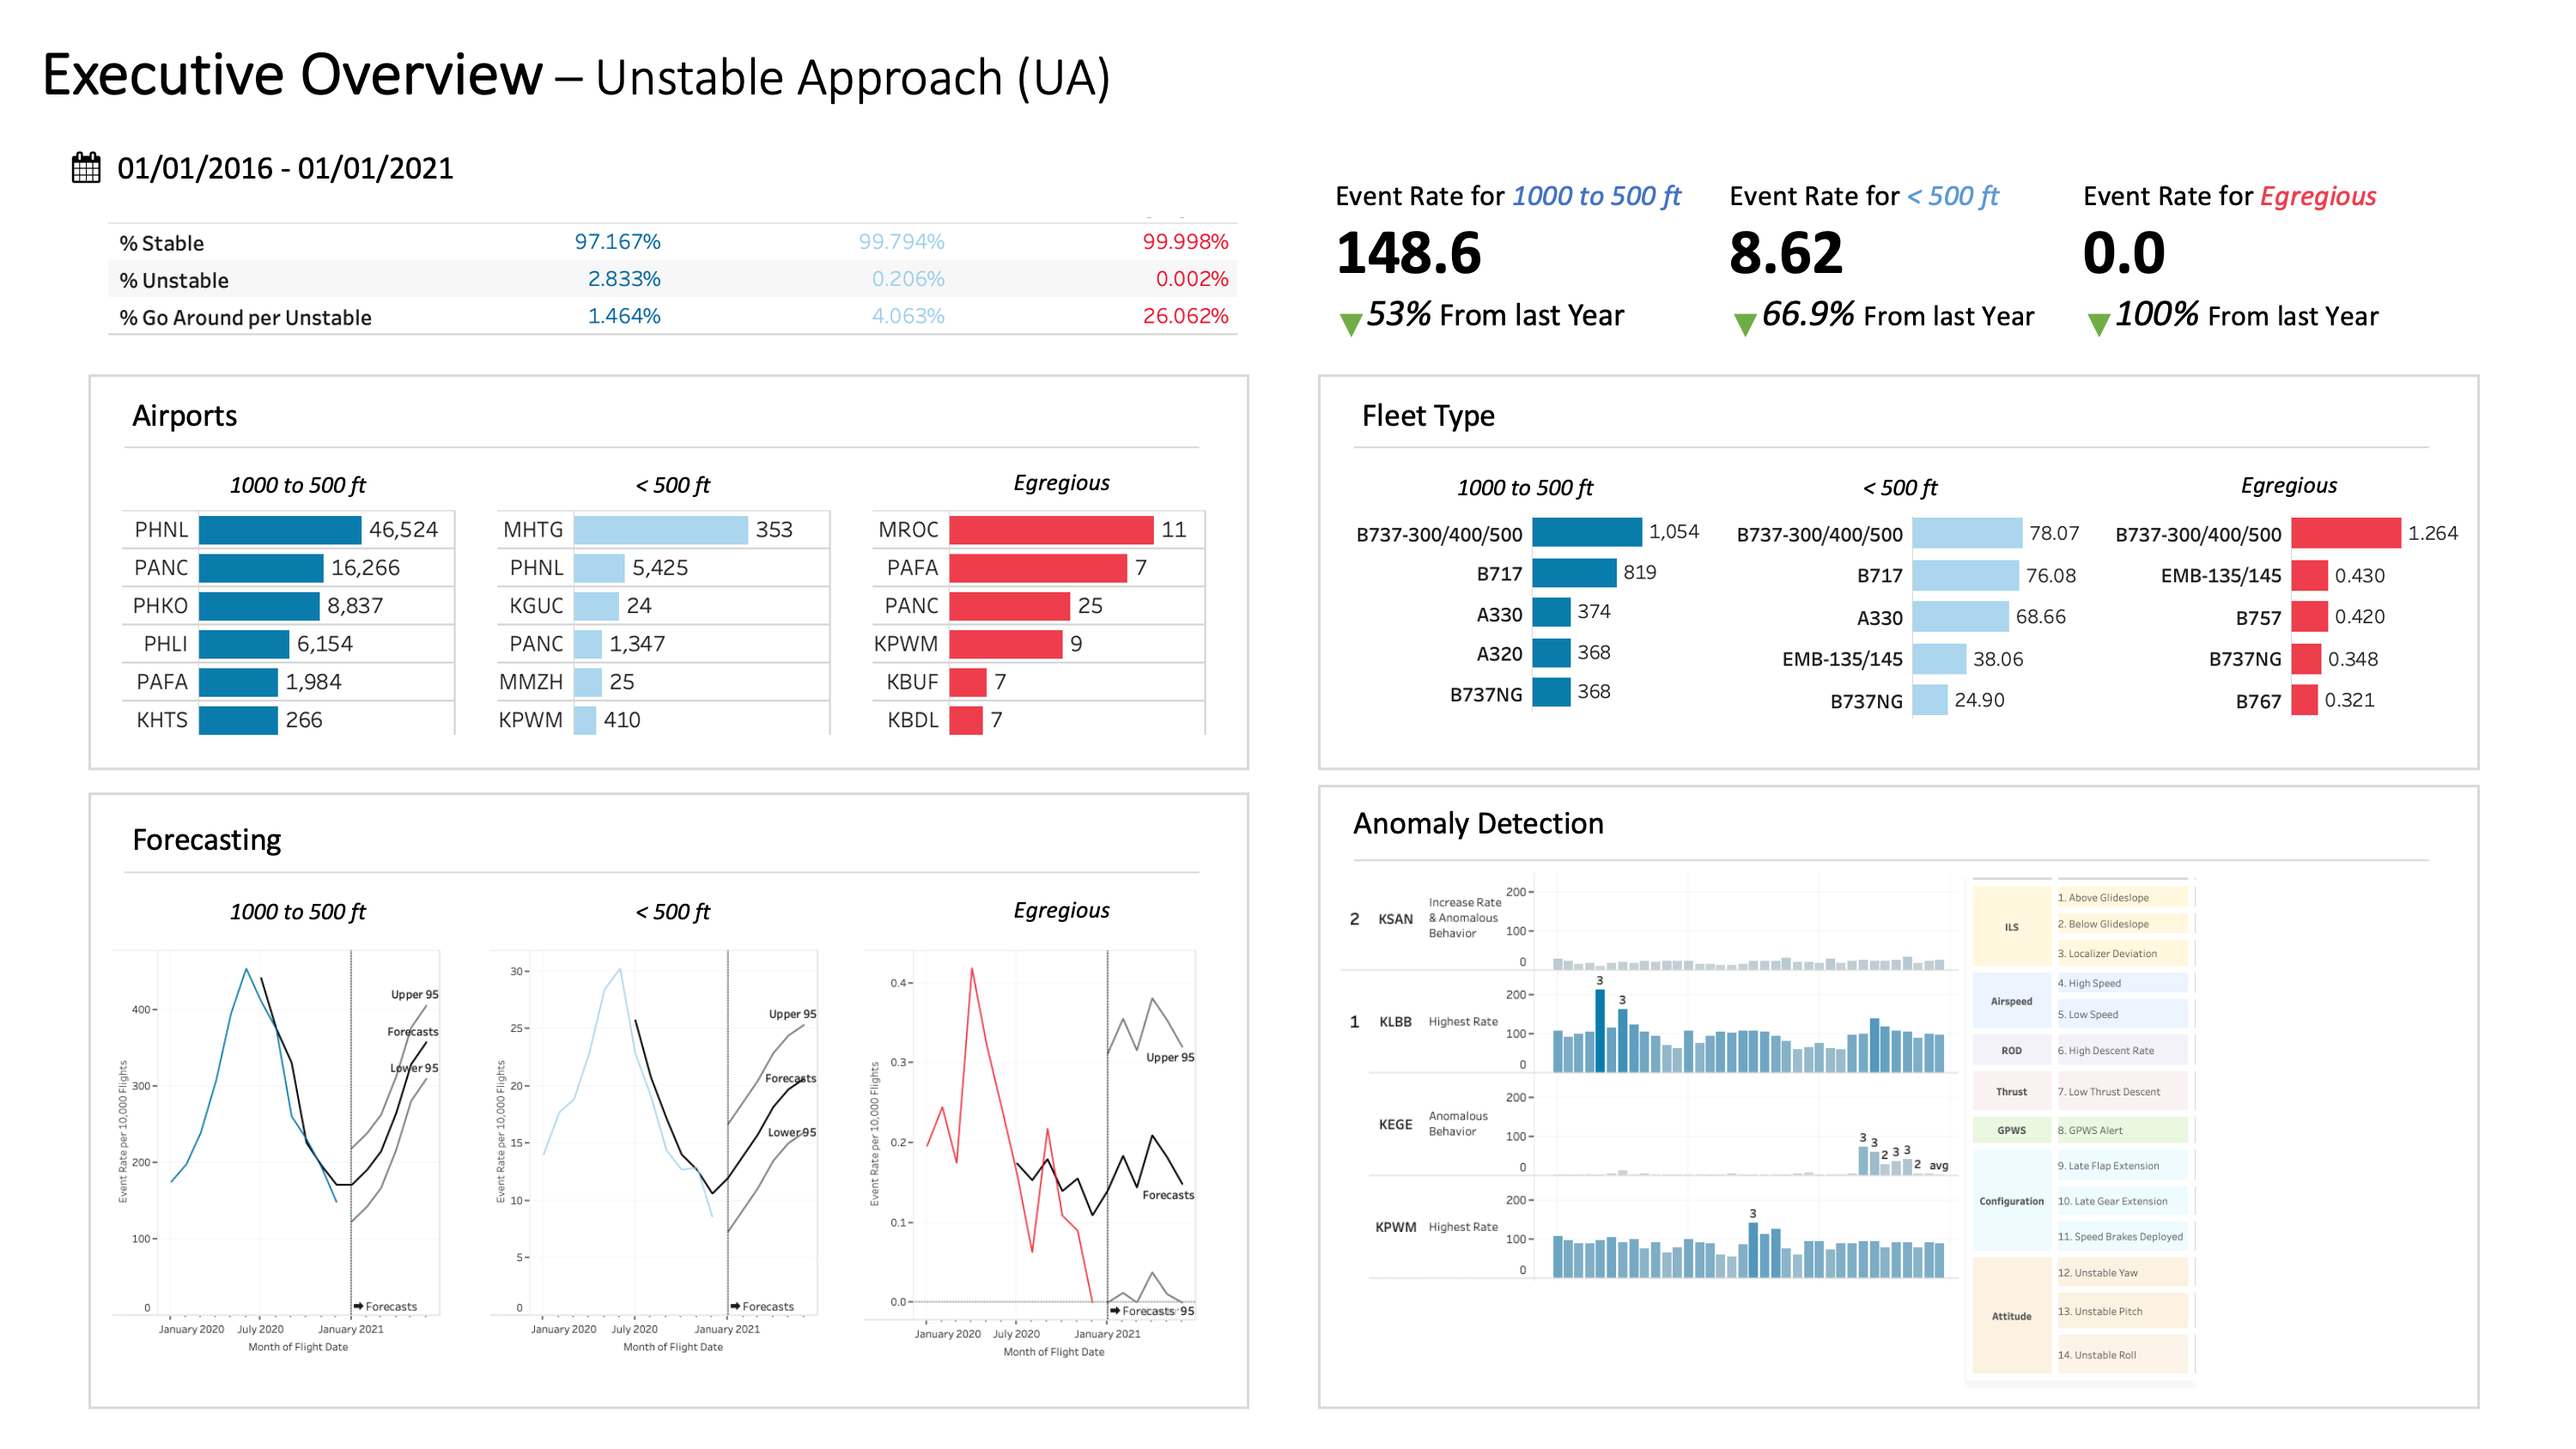 Executive Overview – Unstable Approach (UA)
01/01/2016 - 01/01/2021
% Stable 97.167% 99.794% 99.998%
% Unstable 2.833% 0.206% 0.002%
% Go Around per Unstable 1.464% 4.063% 26.062%
Event Rate for 1000 to 500 ft
148.6
53% From last Year
Event Rate for < 500 ft
8.62
66.9% From last Year
Event Rate for Egregious
0.0
100% From last Year
Airports
1000 to 500 ft
PHNL 46,524
PANC 16,266
PHKO 8,837
PHLI 6,154
PAFA 1,984
KHTS 266
< 500 ft
MHTG 353
PHNL 5,425
KGUC 24
PANC 1,347
MMZH 25
KPWM 410
Egregious
MROC 11
PAFA 7
PANC 25
KPWM 9
KBUF 7
KBDL 7
Fleet Type
1000 to 500 ft
B737-300/400/500 1,054
B717 819
A330 374
A320 368
B737NG 368
< 500 ft
B737-300/400/500 78.07
B717 76.08
A330 68.66
EMB-135/145 38.06
B737NG 24.90
Egregious
B737-300/400/500 1.264
EMB-135/145 0.430
B757 0.420
B737NG 0.348
B767 0.321
Forecasting
1000 to 500 ft
Event Rate per 10,000 Flights
400
300
200
100
0
Upper 95
Forecasts
Lower 95
Forecasts
January 2020 July 2020 January 2021
Month of Flight Date
< 500 ft
Event Rate per 10,000 Flights
30
25
20
15
10
5
0
Upper 95
Forecasts
Lower 95
Forecasts
January 2020 July 2020 January 2021
Month of Flight Date
Egregious
Event Rate per 10,000 Flights
0.4
0.3
0.2
0.1
0.0
Upper 95
Forecasts
Forecasts 95
January 2020 July 2020 January 2021
Month of Flight Date
Anomaly Detection
2 KSAN
Increase Rate
& Anomalous
Behavior
200
100
0
1 KLBB Highest Rate
200
100
0
3
3
KEGE
Anomalous
Behavior
200
100
0
3 3 2 3 3 2 avg
KPWM Highest Rate
200
100
0
3
ILS
1. Above Glideslope
2. Below Glideslope
3. Localizer Deviation
Airspeed
4. High Speed
5. Low Speed
ROD
6. High Descent Rate
Thrust
7. Low Thrust Descent
GPWS
8. GPWS Alert
Configuration
9. Late Flap Extension
10. Late Gear Extension
11. Speed Brakes Deployed
Attitude
12. Unstable Yaw
13. Unstable Pitch
14. Unstable Roll